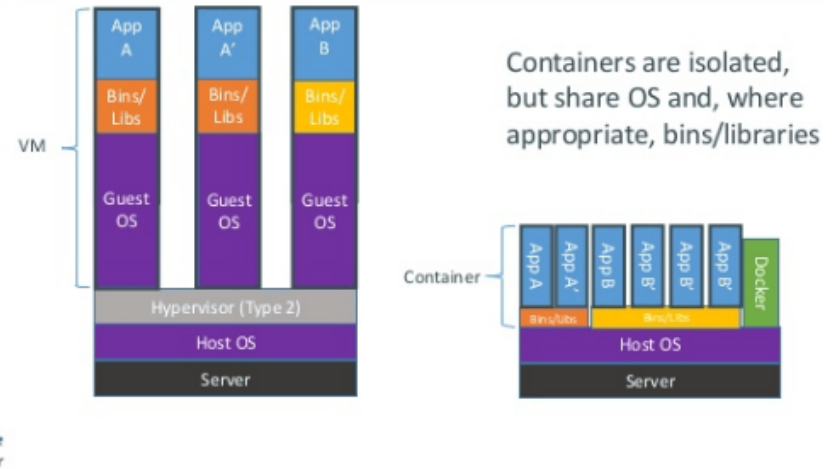 App
A
App
A'
App
B
Bins/
Libs
Bins/
Libs
Bins/
Libs
VM
Guest
OS
Guest
OS
Guest
OS
Hypervisor (Type 2)
Host OS
Server
Containers are isolated,
but share OS and, where
appropriate, bins/libraries
Container
App A
App A'
App B
App B'
App B'
App B'
Docker
Bins/Libs
Bins/Libs
Host OS
Server